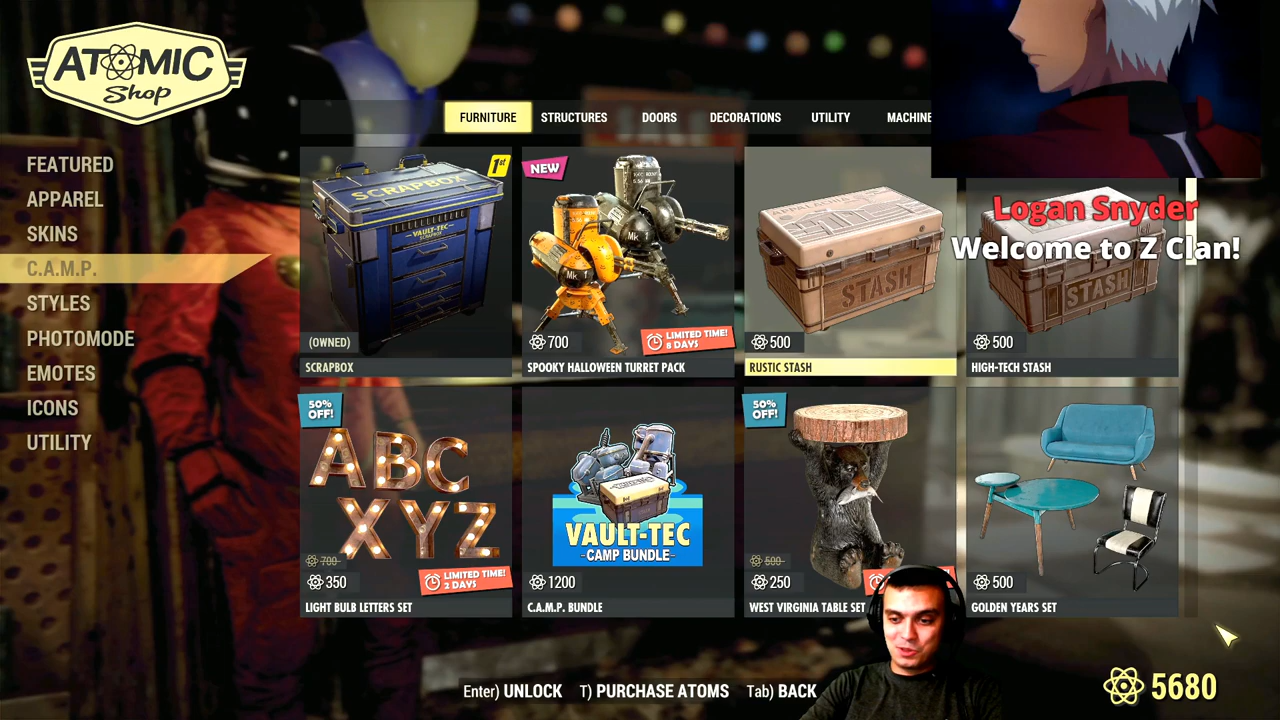 ATOMIC
Shop
FEATURED
APPAREL
SKINS
C.A.M.P.
STYLES
PHOTOMODE
EMOTES
ICONS
UTILITY
FURNITURE STRUCTURES DOORS DECORATIONS UTILITY MACHINE
SCRAPBOX
VAULT-TEC
SCRAPBOX
1st
(OWNED)
SCRAPBOX
NEW
Mk. I
Mk.
700
LIMITED TIME!
6 DAYS
SPOOKY HALLOWEEN TURRET PACK
STASH
500
RUSTIC STASH
STASH
500
HIGH-TECH STASH
Logan Snyder
Welcome to Z Clan!
50%
OFF!
ABC
XYZ
700
350
LIMITED TIME!
2 DAYS
LIGHT BULB LETTERS SET
VAULT-TEC
-CAMP BUNDLE-
1200
C.A.M.P. BUNDLE
50%
OFF!
500
250
WEST VIRGINIA TABLE SET
500
GOLDEN YEARS SET
Enter) UNLOCK T) PURCHASE ATOMS Tab) BACK
5680